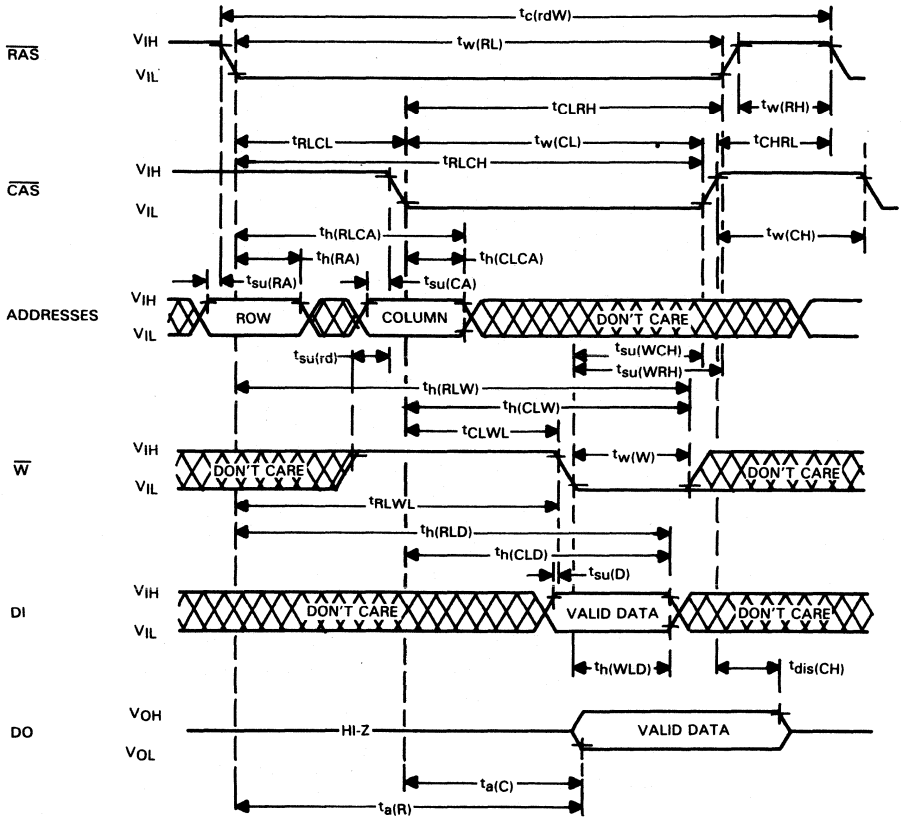 tc(rdW)
RAS
VIH
VIL
tw(RL)
tCLRH
tw(RH)
tRLCL
tw(CL)
tCHRL
tRLCH
CAS
VIH
VIL
th(RLCA)
tw(CH)
th(RA)
th(CLCA)
tsu(RA)
tsu(CA)
ADDRESSES
VIH
VIL
ROW
COLUMN
DON'T CARE
tsu(rd)
tsu(WCH)
tsu(WRH)
th(RLW)
th(CLW)
tCLWL
W
VIH
VIL
DON'T CARE
tw(W)
DON'T CARE
tRLWL
th(RLD)
th(CLD)
tsu(D)
DI
VIH
VIL
DON'T CARE
VALID DATA
DON'T CARE
th(WLD)
tdis(CH)
DO
VOH
VOL
HI-Z
VALID DATA
ta(C)
ta(R)